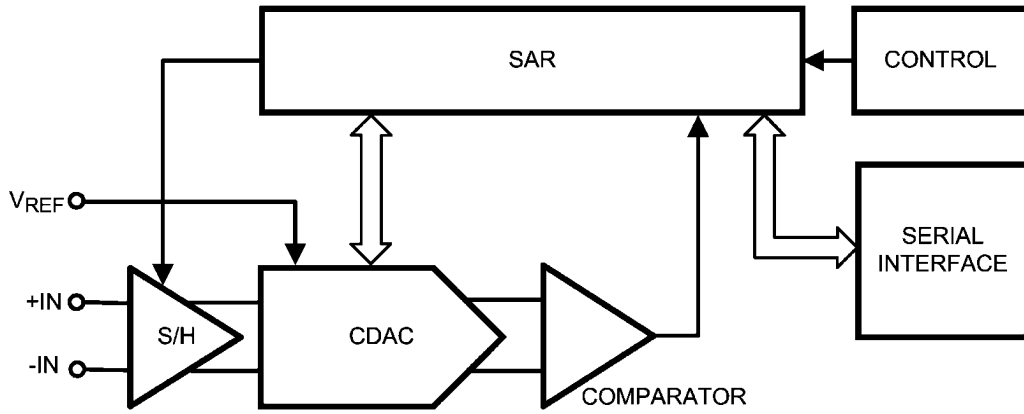 SAR
CONTROL
VREF
SERIAL
INTERFACE
+IN
S/H
CDAC
-IN
COMPARATOR